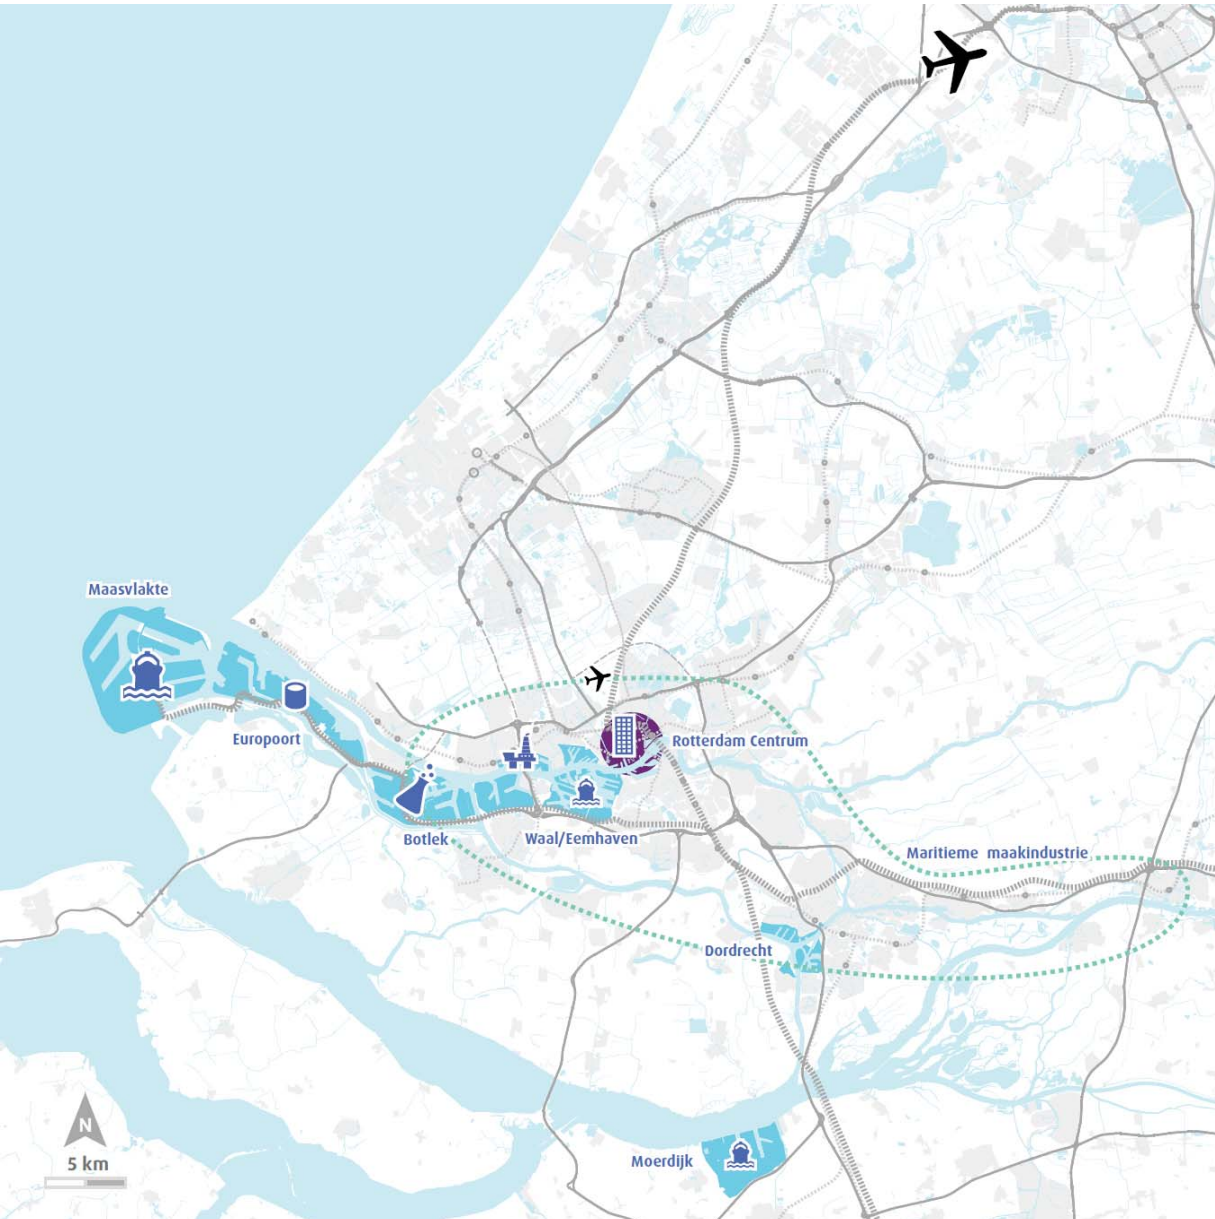 Maasvlakte
Europoort
Rotterdam Centrum
Botlek
Waal/Eemhaven
Maritieme maakindustrie
Dordrecht
N
5 km
Moerdijk